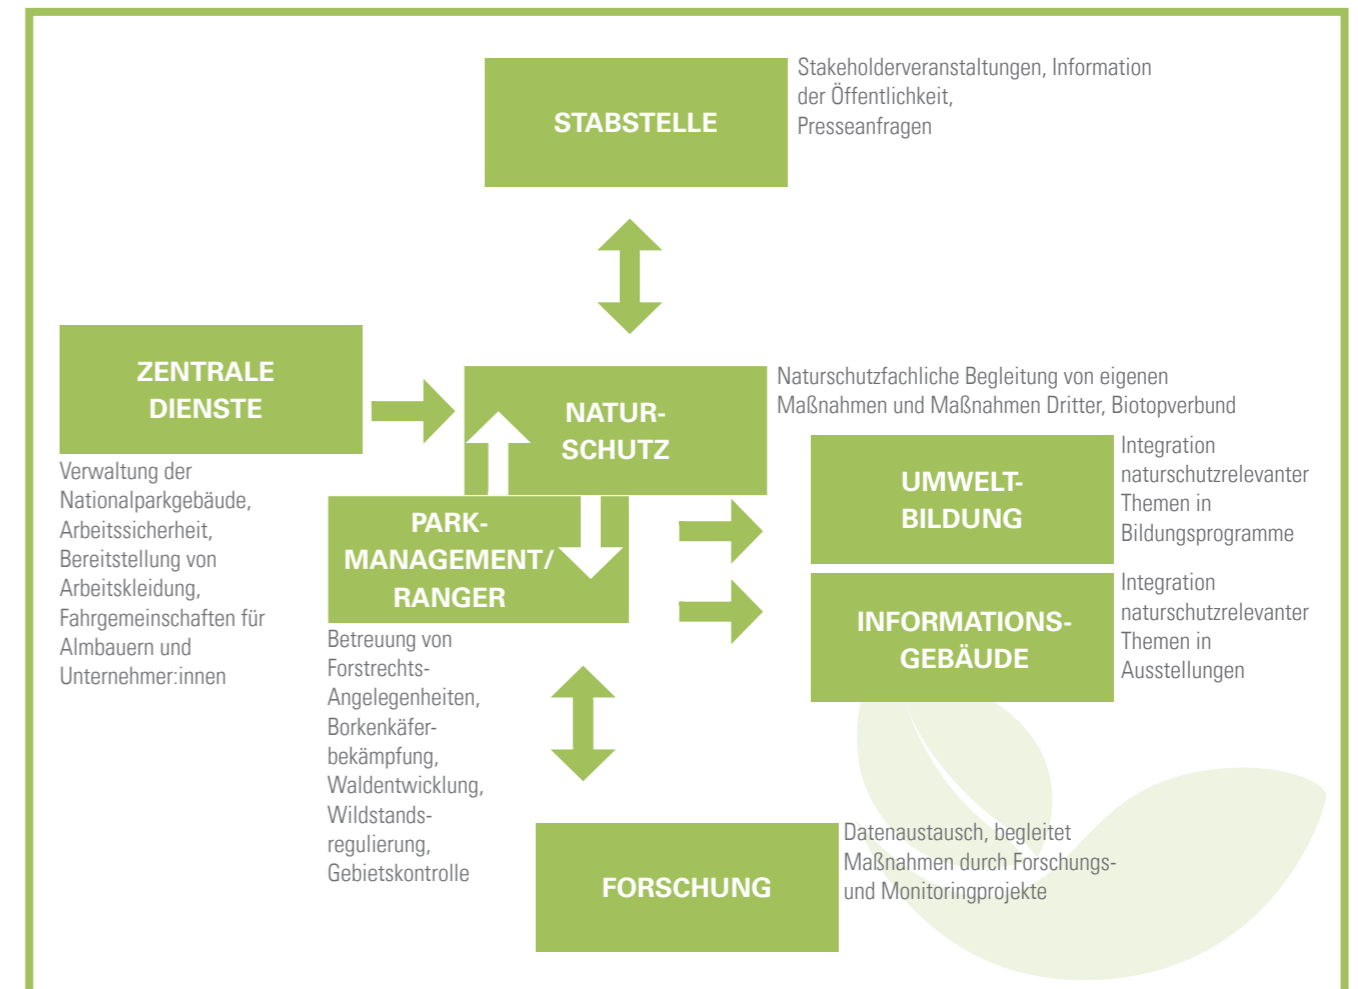 STABSTELLE
Stakeholderveranstaltungen, Information
der Öffentlichkeit,
Presseanfragen
ZENTRALE
DIENSTE
Verwaltung der
Nationalparkgebäude,
Arbeitssicherheit,
Bereitstellung von
Arbeitskleidung,
Fahrgemeinschaften für
Almbauern und
Unternehmer:innen
NATUR-
SCHUTZ
Naturschutzfachliche Begleitung von eigenen
Maßnahmen und Maßnahmen Dritter, Biotopverbund
PARK-
MANAGEMENT/
RANGER
Betreuung von
Forstrechts-
Angelegenheiten,
Borkenkäfer-
bekämpfung,
Waldentwicklung,
Wildstands-
regulierung,
Gebietskontrolle
UMWELT-
BILDUNG
Integration
naturschutzrelevanter
Themen in
Bildungsprogramme
INFORMATIONS-
GEBÄUDE
Integration
naturschutzrelevanter
Themen in
Ausstellungen
FORSCHUNG
Datenaustausch, begleitet
Maßnahmen durch Forschungs-
und Monitoringprojekte